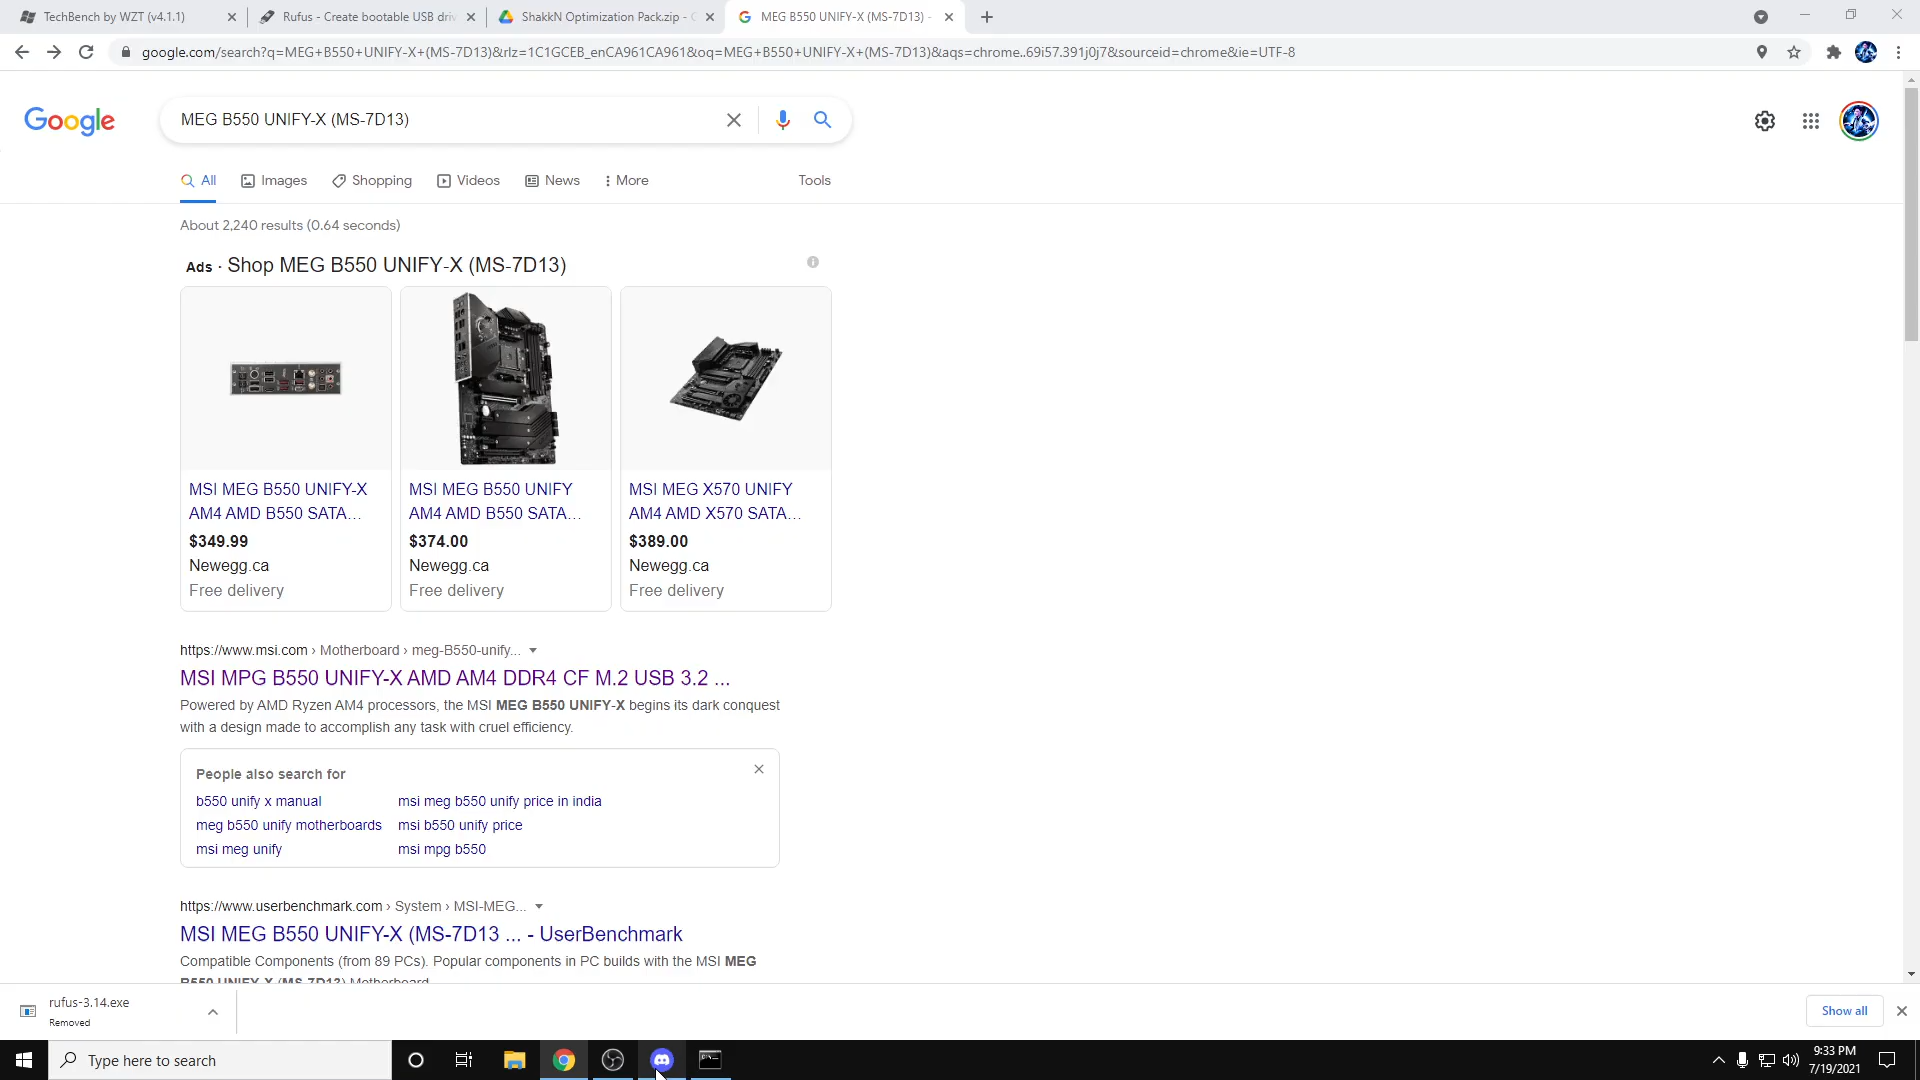 TechBench by WZT (v4.1.1)
Rufus - Create bootable USB driv
ShakkN Optimization Pack.zip -
MEG B550 UNIFY-X (MS-7D13) -
google.com/search?q=MEG+B550+UNIFY-X+(MS-7D13)&rlz=1C1GCEB_enCA961CA961&oq=MEG+B550+UNIFY-X+(MS-7D13)&aqs=chrome..69i57.391j0j7&sourceid=chrome&ie=UTF-8
Google
MEG B550 UNIFY-X (MS-7D13)
All Images Shopping Videos News More Tools
About 2,240 results (0.64 seconds)
Ads · Shop MEG B550 UNIFY-X (MS-7D13)
MSI MEG B550 UNIFY-X
AM4 AMD B550 SATA...
$349.99
Newegg.ca
Free delivery
MSI MEG B550 UNIFY
AM4 AMD B550 SATA...
$374.00
Newegg.ca
Free delivery
MSI MEG X570 UNIFY
AM4 AMD X570 SATA...
$389.00
Newegg.ca
Free delivery
https://www.msi.com › Motherboard › meg-B550-unify...
MSI MPG B550 UNIFY-X AMD AM4 DDR4 CF M.2 USB 3.2 ...
Powered by AMD Ryzen AM4 processors, the MSI MEG B550 UNIFY-X begins its dark conquest
with a design made to accomplish any task with cruel efficiency.
People also search for
b550 unify x manual
msi meg b550 unify price in india
meg b550 unify motherboards
msi b550 unify price
msi meg unify
msi mpg b550
https://www.userbenchmark.com › System › MSI-MEG...
MSI MEG B550 UNIFY-X (MS-7D13 ... - UserBenchmark
Compatible Components (from 89 PCs). Popular components in PC builds with the MSI MEG
B550 UNIFY-X (MS-7D13) Motherboard
rufus-3.14.exe
Removed
Show all
Type here to search
9:33 PM
7/19/2021